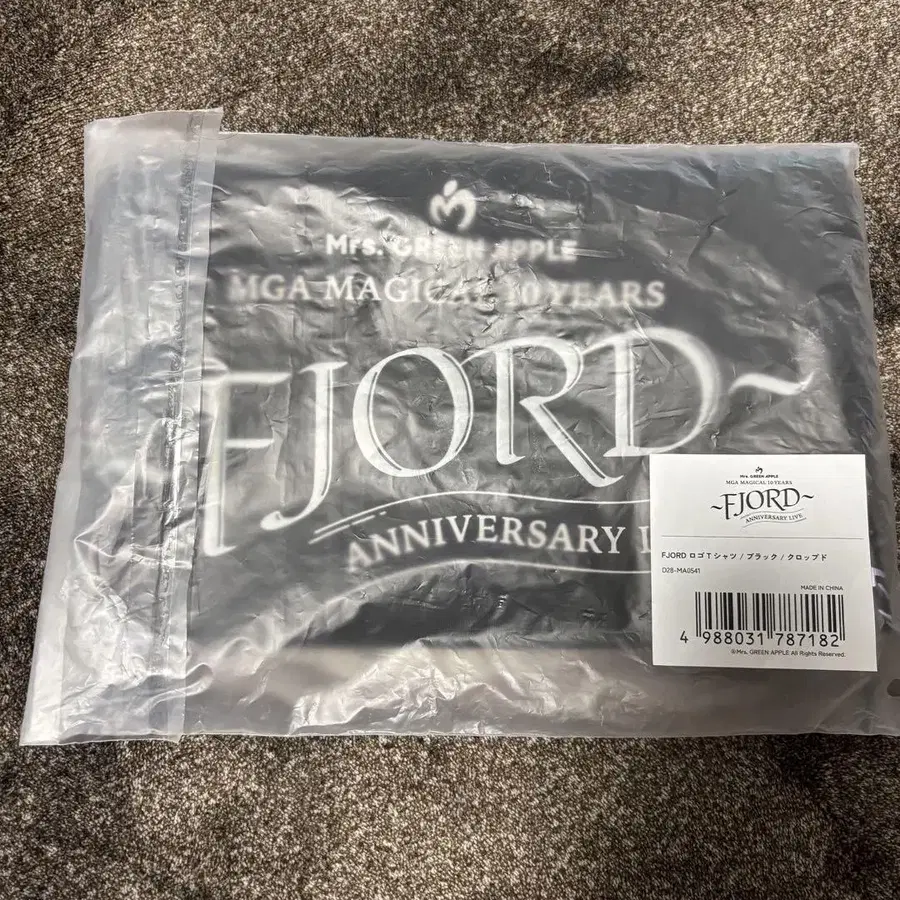 Mrs. GREEN APPLE
MGA MAGICAL 10 YEARS
FJORD~
ANNIVERSARY LI
Mrs. GREEN APPLE
MGA MAGICAL 10 YEARS
~FJORD~
ANNIVERSARY LIVE
FJORD ロゴTシャツ / ブラック / クロップド
D28-MA0541
MADE IN CHINA
4 988031 787182
©Mrs. GREEN APPLE All Rights Reserved.